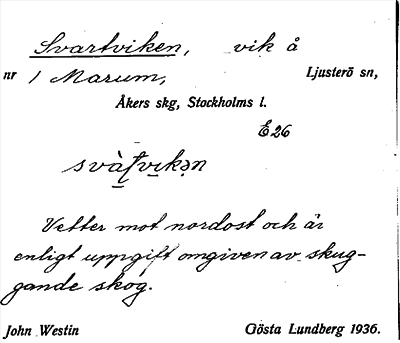 Svartviken, vik å
nr 1 Marum, Ljusterö sn,
Åkers skg, Stockholms l.
E26
Vetter mot nordost och är
enligt uppgift omgiven av skug-
gande skog.
John Westin Gösta Lundberg 1936.